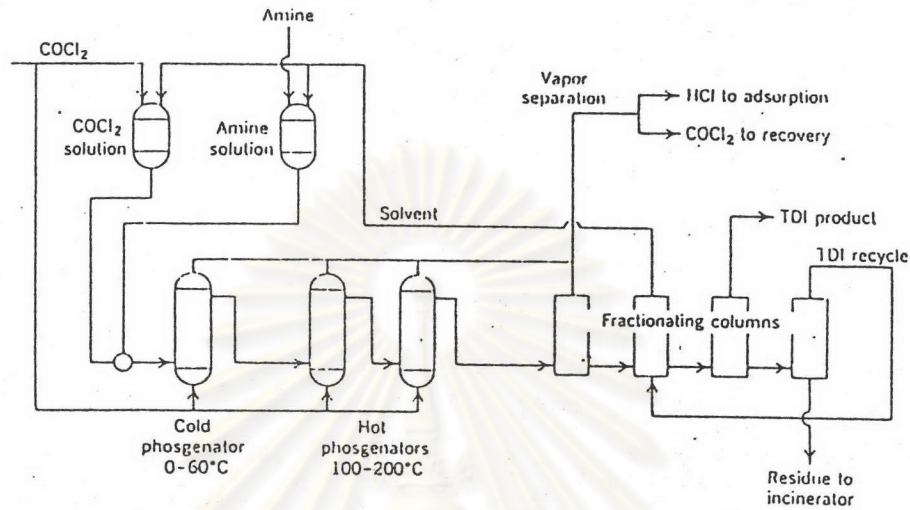 Amine
COCl₂
Vapor
separation
HCl to adsorption
COCl₂ to recovery
COCl₂
solution
Amine
solution
Solvent
TDI product
TDI recycle
Fractionating columns
Cold
phosgenator
0-60°C
Hot
phosgenators
100-200°C
Residue to
incinerator